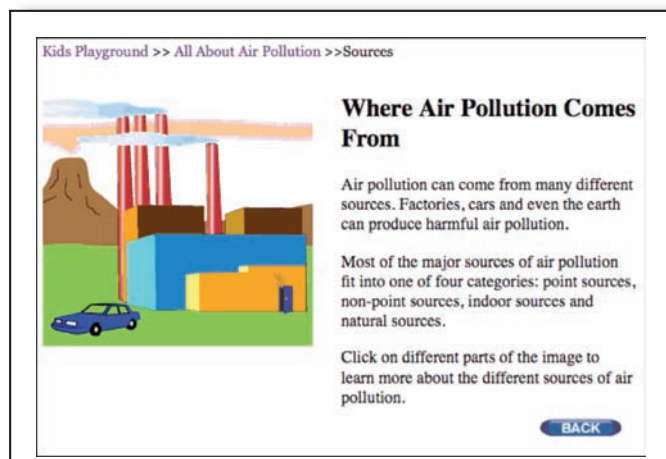 Kids Playground >> All About Air Pollution >>Sources
Where Air Pollution Comes
From
Air pollution can come from many different
sources. Factories, cars and even the earth
can produce harmful air pollution.
Most of the major sources of air pollution
fit into one of four categories: point sources,
non-point sources, indoor sources and
natural sources.
Click on different parts of the image to
learn more about the different sources of air
pollution.
BACK